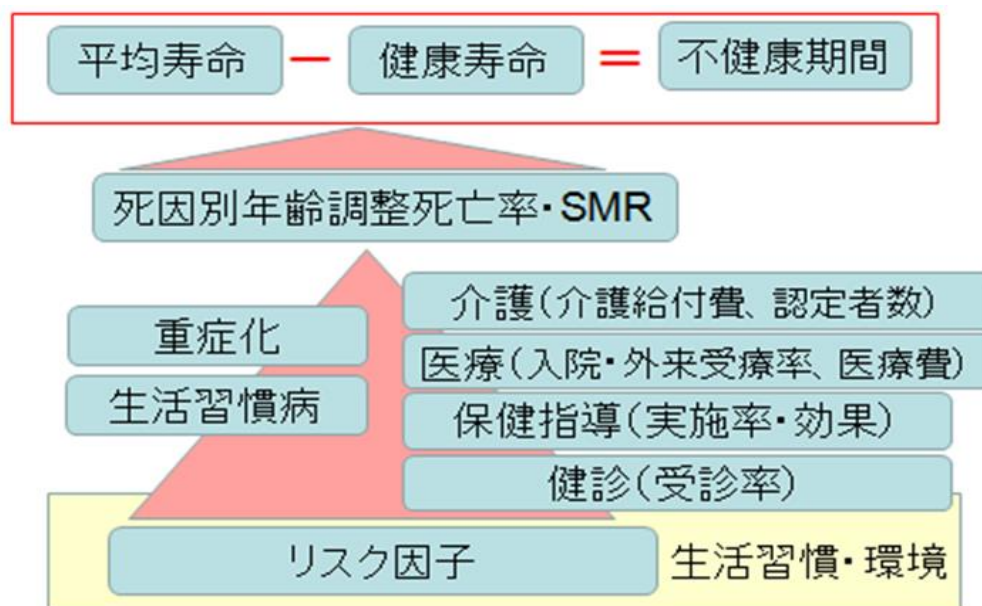 平均寿命 － 健康寿命 ＝ 不健康期間
死因別年齢調整死亡率・SMR
介護(介護給付費、認定者数)
重症化
医療(入院・外来受療率、医療費)
生活習慣病
保健指導(実施率・効果)
健診(受診率)
リスク因子
生活習慣・環境